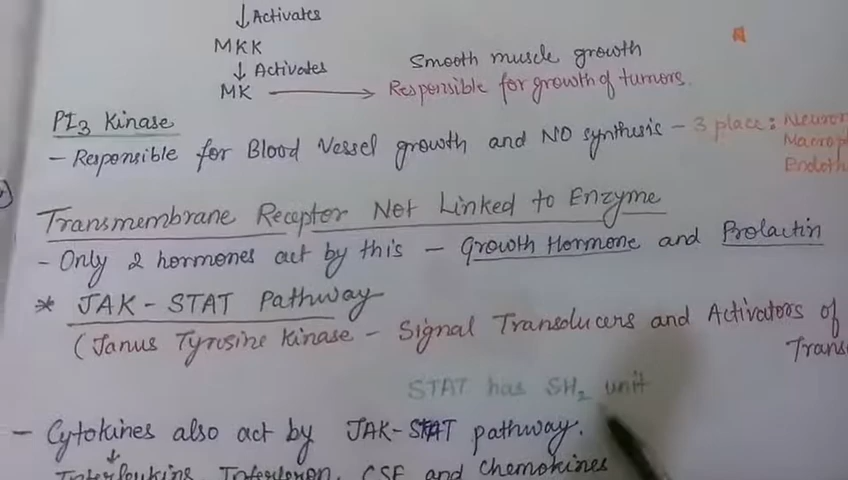 ↓ Activates
MKK
↓ Activates
Smooth muscle growth
MK → Responsible for growth of tumors.
PI3 Kinase
- Responsible for Blood Vessel growth and NO synthesis - 3 place:
Transmembrane Receptor Not Linked to Enzyme
- Only 2 hormones act by this - Growth Hormone and Prolactin
* JAK - STAT Pathway
(Janus Tyrosine Kinase - Signal Transducers and Activators of
STAT has SH2 unit
- Cytokines also act by JAK-STAT pathway.
↓
Interleukins, Interferon, CSF and Chemokines